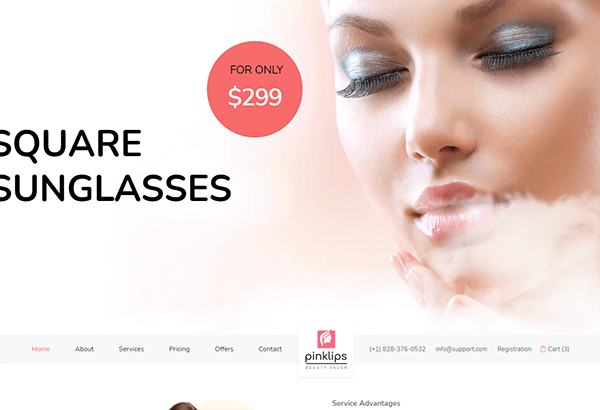 FOR ONLY
$299
SQUARE
SUNGLASSES
Home
About
Services
Pricing
Offers
Contact
pinklips
BEAUTY SALON
(+1) 828-376-0532
info@support.com
Registration
Cart (3)
Service Advantages